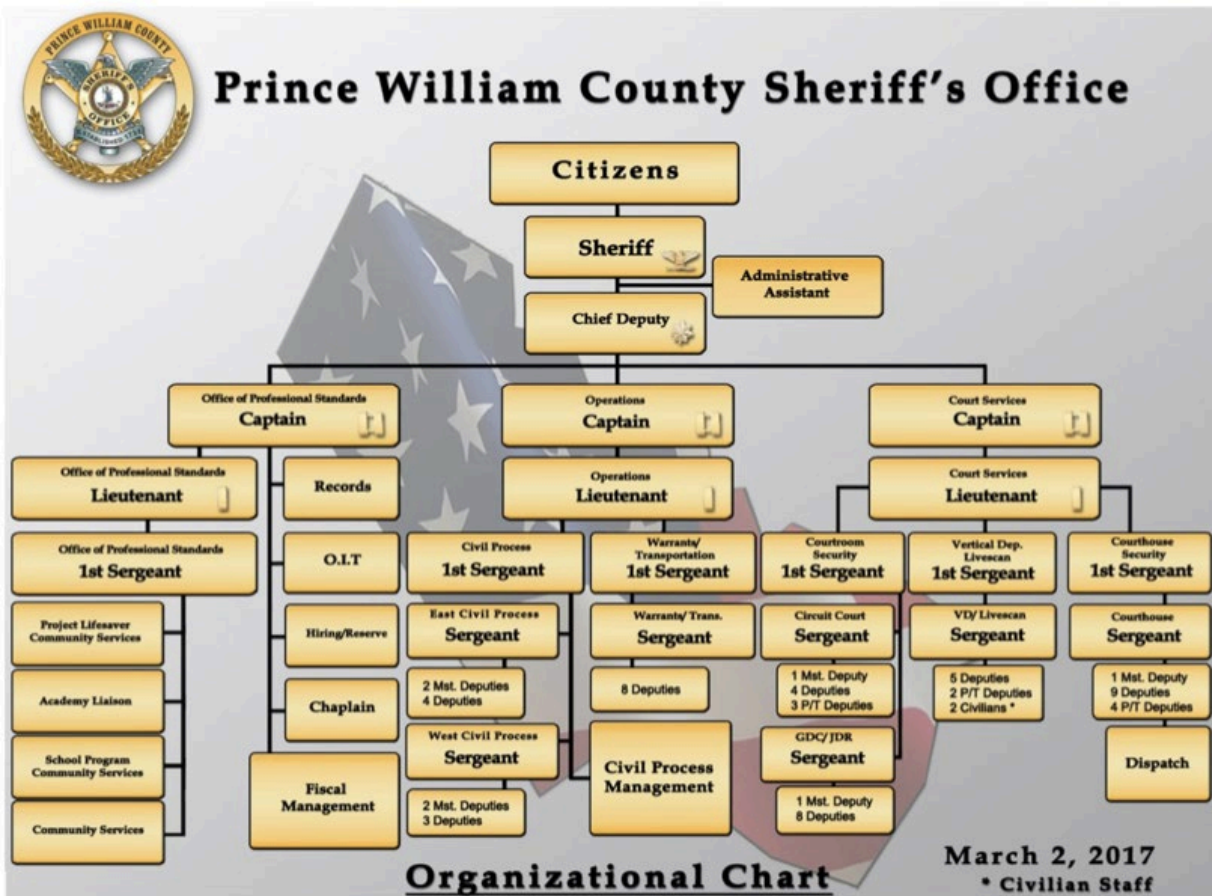 PRINCE WILLIAM COUNTY
SHERIFF'S
OFFICE
Prince William County Sheriff's Office
Citizens
Sheriff
Administrative
Assistant
Chief Deputy
Office of Professional Standards
Captain
Operations
Captain
Court Services
Captain
Office of Professional Standards
Lieutenant
Records
Operations
Lieutenant
Court Services
Lieutenant
Office of Professional Standards
1st Sergeant
O.I.T
Civil Process
1st Sergeant
Warrants/
Transportation
1st Sergeant
Courtroom
Security
1st Sergeant
Vertical Dep.
Livescan
1st Sergeant
Courthouse
Security
1st Sergeant
Project Lifesaver
Community Services
Hiring/Reserve
East Civil Process
Sergeant
Warrants/ Trans.
Sergeant
Circuit Court
Sergeant
VD/ Livescan
Sergeant
Courthouse
Sergeant
Academy Liaison
Chaplain
2 Mst. Deputies
4 Deputies
8 Deputies
1 Mst. Deputy
4 Deputies
3 P/T Deputies
5 Deputies
2 P/T Deputies
2 Civilians *
1 Mst. Deputy
9 Deputies
4 P/T Deputies
School Program
Community Services
Fiscal
Management
West Civil Process
Sergeant
Civil Process
Management
GDC/ JDR
Sergeant
Dispatch
Community Services
2 Mst. Deputies
3 Deputies
1 Mst. Deputy
8 Deputies
Organizational Chart
March 2, 2017
* Civilian Staff